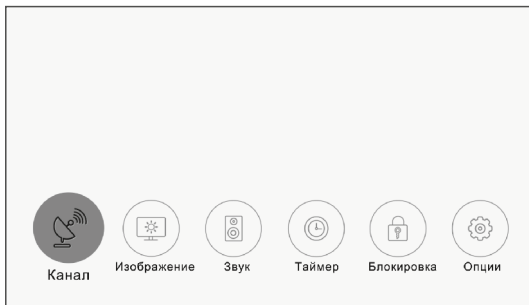 Канал
Изображение
Звук
Таймер
Блокировка
Опции